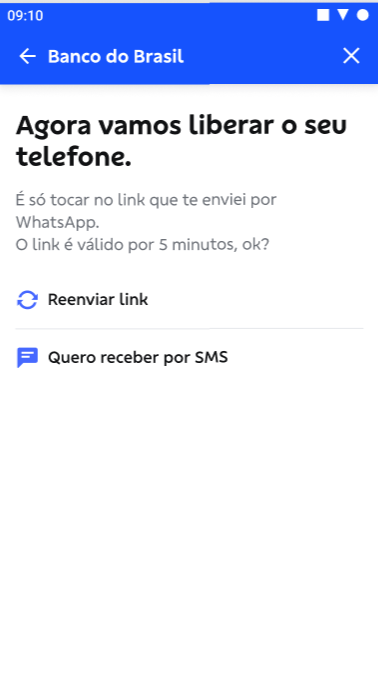 09:10
Banco do Brasil
Agora vamos liberar o seu
telefone.
É só tocar no link que te enviei por
WhatsApp.
O link é válido por 5 minutos, ok?
Reenviar link
Quero receber por SMS